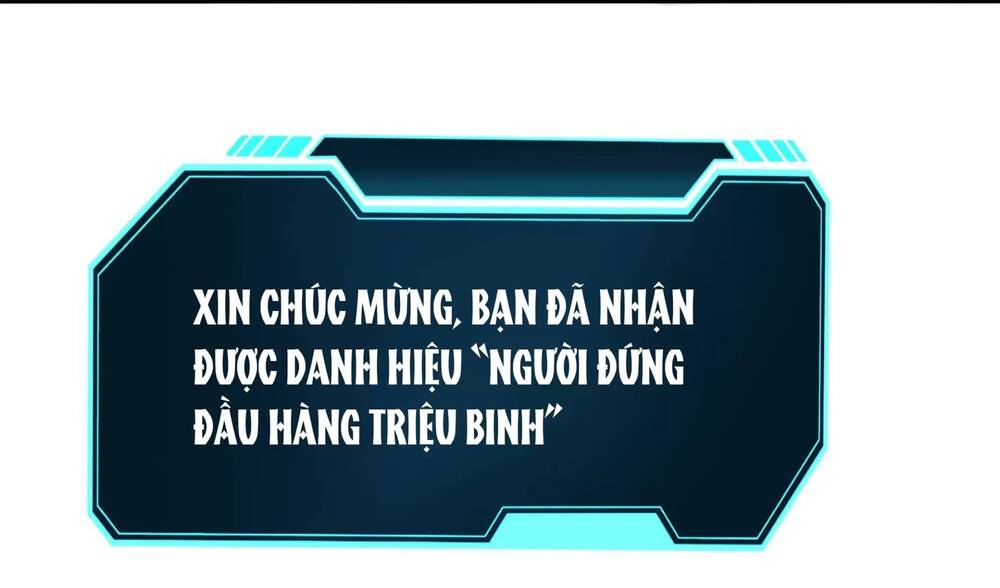 XIN CHÚC MỪNG, BẠN ĐÃ NHẬN
ĐƯỢC DANH HIỆU “NGƯỜI ĐỨNG
ĐẦU HÀNG TRIỆU BINH”